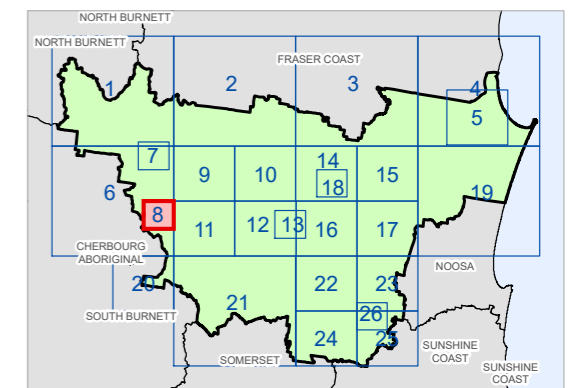 NORTH BURNETT
NORTH BURNETT
FRASER COAST
1
2
3
4
5
7
6
9
10
14
15
18
19
8
11
12
13
16
17
CHERBOURG
ABORIGINAL
NOOSA
20
21
22
23
SOUTH BURNETT
26
24
25
SOMERSET
SUNSHINE
COAST
SUNSHINE
COAST